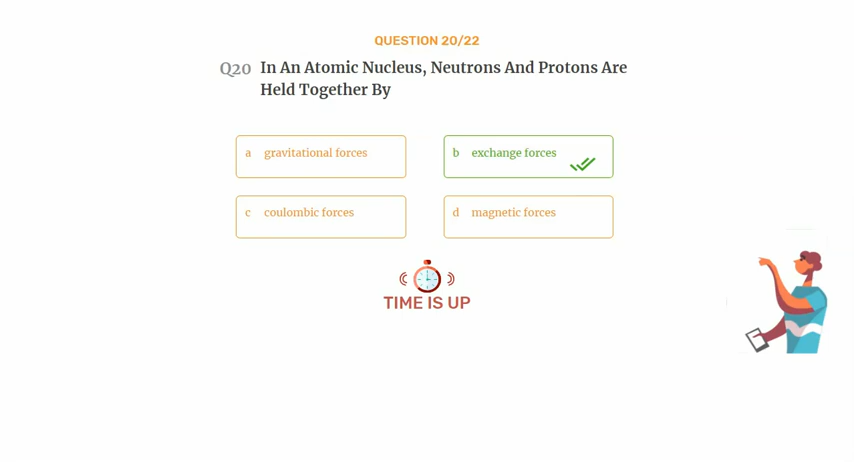 QUESTION 20/22
Q20 In An Atomic Nucleus, Neutrons And Protons Are
Held Together By
a gravitational forces
b exchange forces
c coulombic forces
d magnetic forces
TIME IS UP